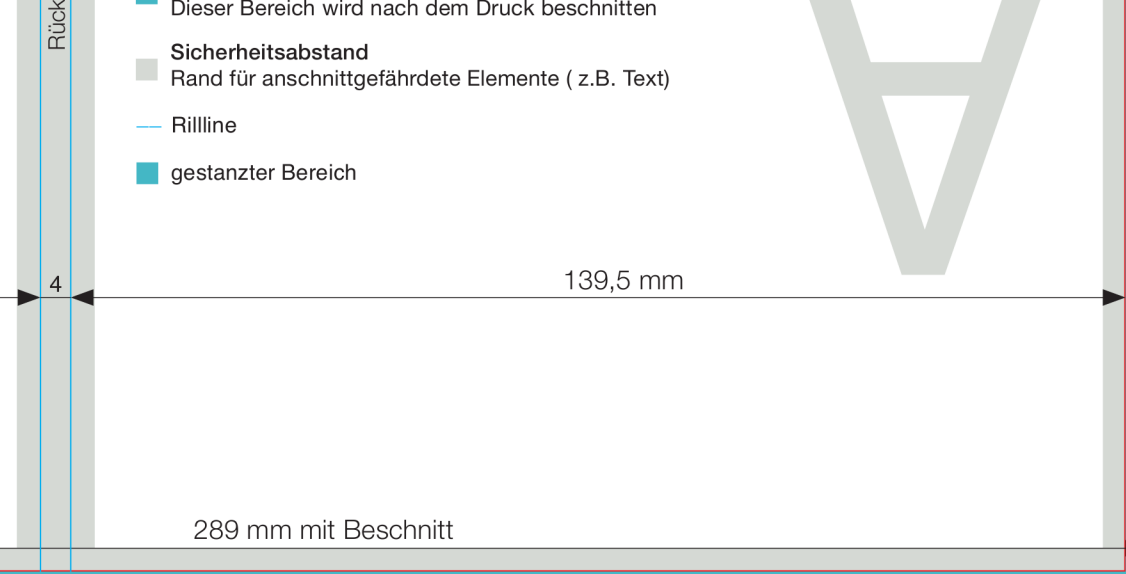 Dieser Bereich wird nach dem Druck beschnitten
Rück
Sicherheitsabstand
Rand für anschnittgefährdete Elemente ( z.B. Text)
Rillline
gestanzter Bereich
A
4
139,5 mm
289 mm mit Beschnitt